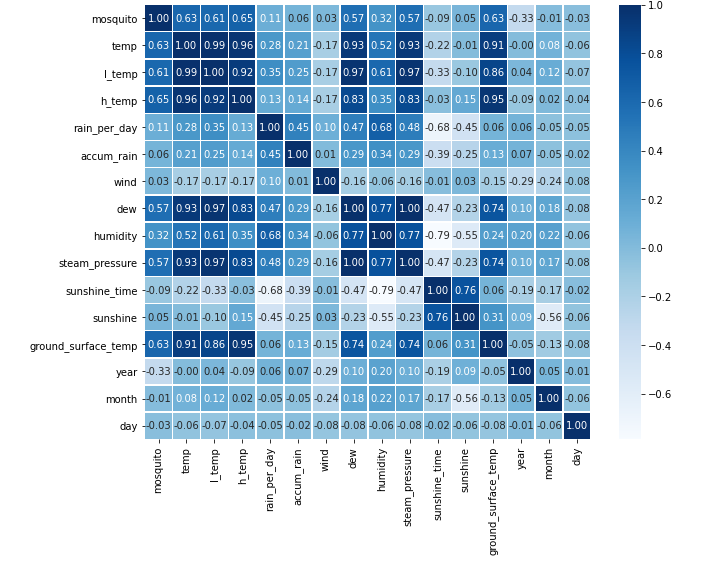 mosquito 1.00 0.63 0.61 0.65 0.11 0.06 0.03 0.57 0.32 0.57 -0.09 0.05 0.63 -0.33 -0.01 -0.03
temp 0.63 1.00 0.99 0.96 0.28 0.21 -0.17 0.93 0.52 0.93 -0.22 -0.01 0.91 -0.00 0.08 -0.06
l_temp 0.61 0.99 1.00 0.92 0.35 0.25 -0.17 0.97 0.61 0.97 -0.33 -0.10 0.86 0.04 0.12 -0.07
h_temp 0.65 0.96 0.92 1.00 0.13 0.14 -0.17 0.83 0.35 0.83 -0.03 0.15 0.95 -0.09 0.02 -0.04
rain_per_day 0.11 0.28 0.35 0.13 1.00 0.45 0.10 0.47 0.68 0.48 -0.68 -0.45 0.06 0.06 -0.05 -0.05
accum_rain 0.06 0.21 0.25 0.14 0.45 1.00 0.01 0.29 0.34 0.29 -0.39 -0.25 0.13 0.07 -0.05 -0.02
wind 0.03 -0.17 -0.17 -0.17 0.10 0.01 1.00 -0.16 -0.06 -0.16 -0.01 0.03 -0.15 -0.29 -0.24 -0.08
dew 0.57 0.93 0.97 0.83 0.47 0.29 -0.16 1.00 0.77 1.00 -0.47 -0.23 0.74 0.10 0.18 -0.08
humidity 0.32 0.52 0.61 0.35 0.68 0.34 -0.06 0.77 1.00 0.77 -0.79 -0.55 0.24 0.20 0.22 -0.06
steam_pressure 0.57 0.93 0.97 0.83 0.48 0.29 -0.16 1.00 0.77 1.00 -0.47 -0.23 0.74 0.10 0.17 -0.08
sunshine_time -0.09 -0.22 -0.33 -0.03 -0.68 -0.39 -0.01 -0.47 -0.79 -0.47 1.00 0.76 0.06 -0.19 -0.17 -0.02
sunshine 0.05 -0.01 -0.10 0.15 -0.45 -0.25 0.03 -0.23 -0.55 -0.23 0.76 1.00 0.31 0.09 -0.56 -0.06
ground_surface_temp 0.63 0.91 0.86 0.95 0.06 0.13 -0.15 0.74 0.24 0.74 0.06 0.31 1.00 -0.05 -0.13 -0.08
year -0.33 -0.00 0.04 -0.09 0.06 0.07 -0.29 0.10 0.20 0.10 -0.19 0.09 -0.05 1.00 0.05 -0.01
month -0.01 0.08 0.12 0.02 -0.05 -0.05 -0.24 0.18 0.22 0.17 -0.17 -0.56 -0.13 0.05 1.00 -0.06
day -0.03 -0.06 -0.07 -0.04 -0.05 -0.02 -0.08 -0.08 -0.06 -0.08 -0.02 -0.06 -0.08 -0.01 -0.06 1.00
mosquito
temp
l_temp
h_temp
rain_per_day
accum_rain
wind
dew
humidity
steam_pressure
sunshine_time
sunshine
ground_surface_temp
year
month
day
1.0
0.8
0.6
0.4
0.2
0.0
−0.2
−0.4
−0.6